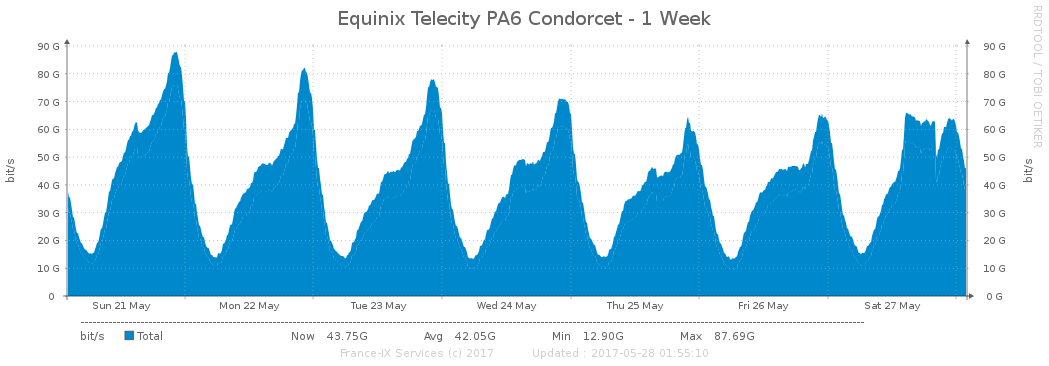 Equinix Telecity PA6 Condorcet - 1 Week
RRDTOOL / TOBI OETIKER
90 G 90 G
80 G 80 G
70 G 70 G
60 G 60 G
50 G 50 G
40 G 40 G
30 G 30 G
20 G 20 G
10 G 10 G
0 0 G
bit/s
bit/s
Sun 21 May Mon 22 May Tue 23 May Wed 24 May Thu 25 May Fri 26 May Sat 27 May
bit/s Total Now 43.75G Avg 42.05G Min 12.90G Max 87.69G
France-IX Services (c) 2017 Updated : 2017-05-28 01:55:10